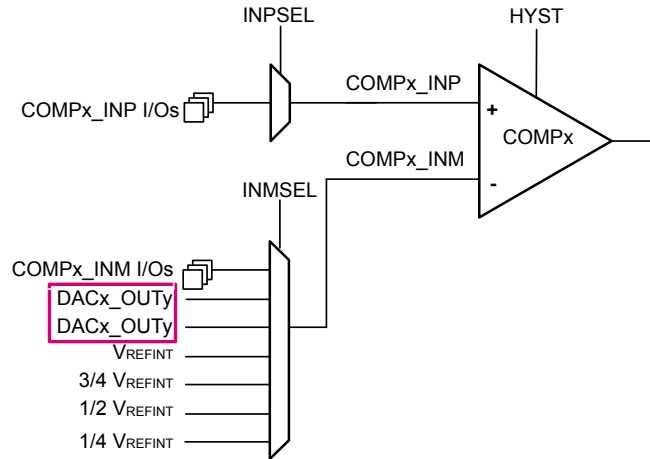 INPSEL
HYST
COMPx_INP
COMPx_INP I/Os
+
COMPx
COMPx_INM
-
INMSEL
COMPx_INM I/Os
DACx_OUTy
DACx_OUTy
VREFINT
3/4 VREFINT
1/2 VREFINT
1/4 VREFINT